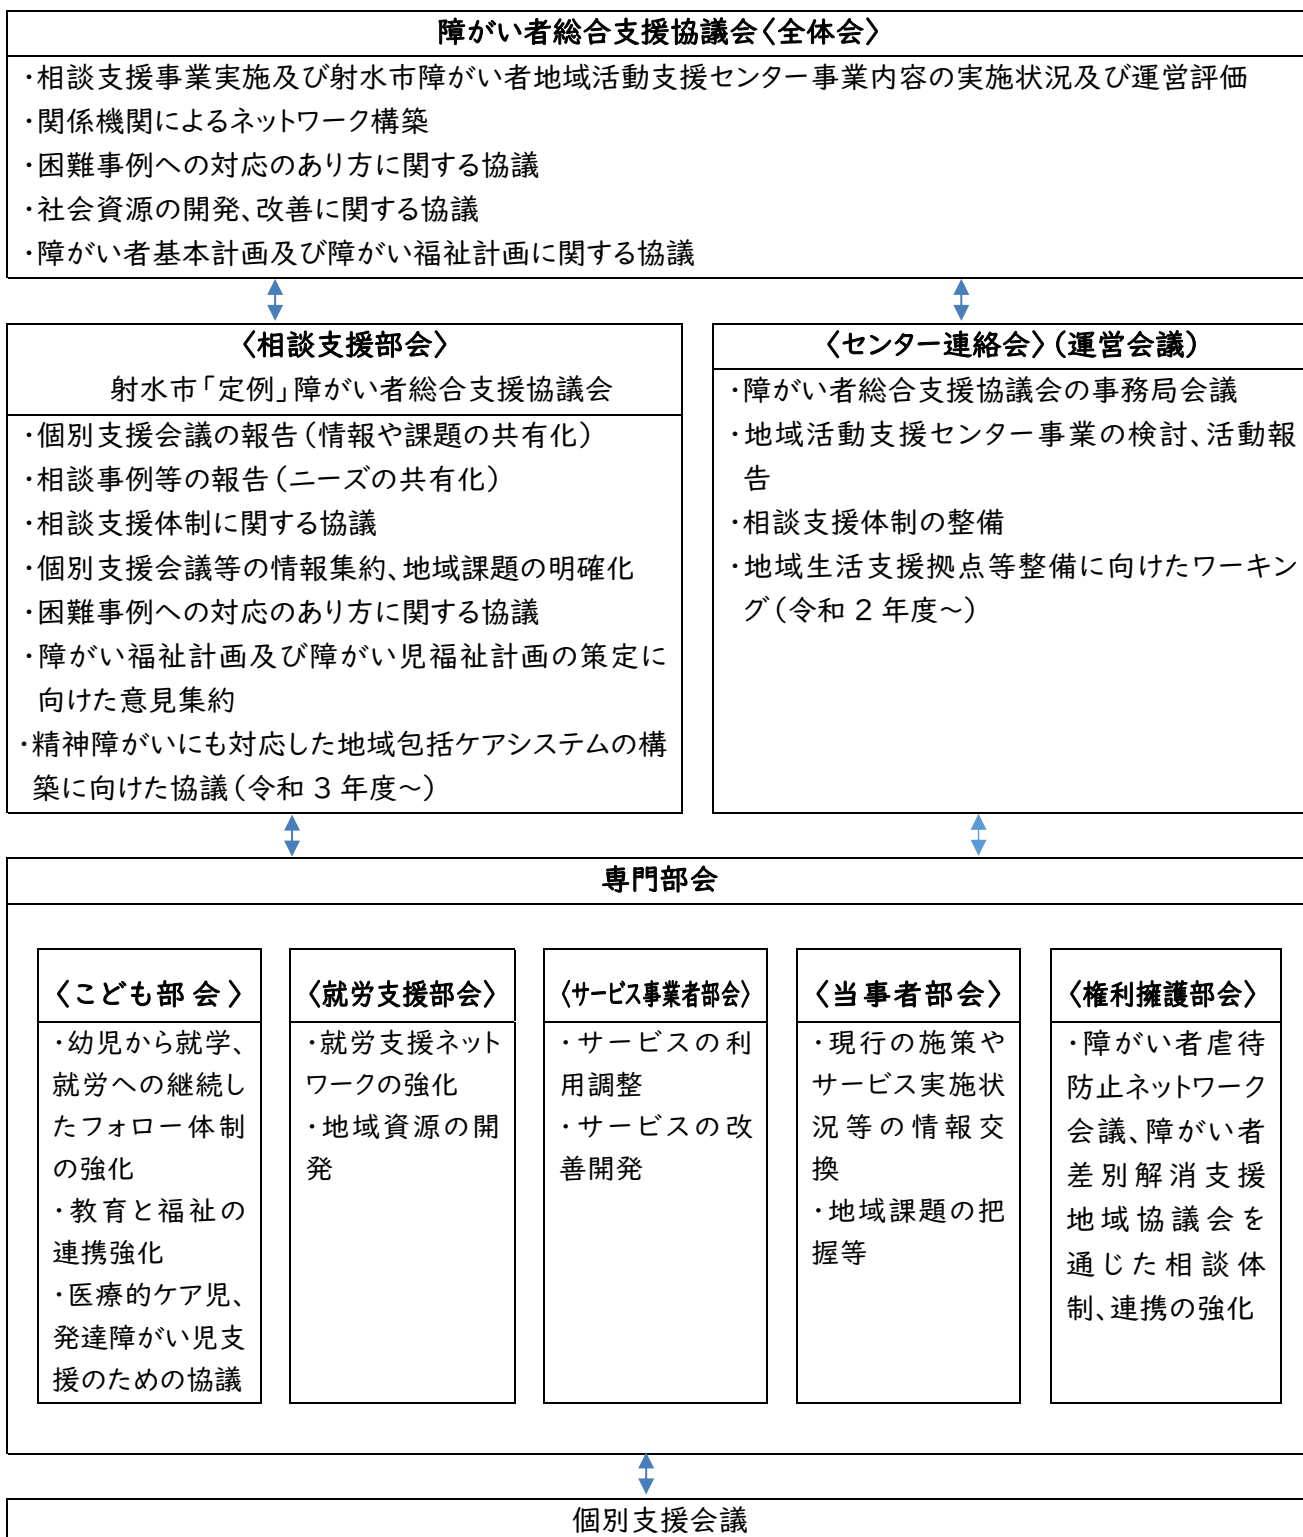 障がい者総合支援協議会〈全体会〉
・相談支援事業実施及び射水市障がい者地域活動支援センター事業内容の実施状況及び運営評価
・関係機関によるネットワーク構築
・困難事例への対応のあり方に関する協議
・社会資源の開発、改善に関する協議
・障がい者基本計画及び障がい福祉計画に関する協議
〈相談支援部会〉
射水市「定例」障がい者総合支援協議会
・個別支援会議の報告（情報や課題の共有化）
・相談事例等の報告（ニーズの共有化）
・相談支援体制に関する協議
・個別支援会議等の情報集約、地域課題の明確化
・困難事例への対応のあり方に関する協議
・障がい福祉計画及び障がい児福祉計画の策定に
向けた意見集約
・精神障がいにも対応した地域包括ケアシステムの構
築に向けた協議（令和 3 年度～）
〈センター連絡会〉（運営会議）
・障がい者総合支援協議会の事務局会議
・地域活動支援センター事業の検討、活動報
告
・相談支援体制の整備
・地域生活支援拠点等整備に向けたワーキン
グ（令和 2 年度～）
専門部会
〈こども部 会 〉
・幼児から就学、
就労への継続し
たフォロー体制
の強化
・教育と福祉の
連携強化
・医療的ケア児、
発達障がい児支
援のための協議
〈就労支援部会〉
・就労支援ネット
ワークの強化
・地域資源の開
発
〈サービス事業者部会〉
・サービスの利
用調整
・サービスの改
善開発
〈当事者部会〉
・現行の施策や
サービス実施状
況等の情報交
換
・地域課題の把
握等
〈権利擁護部会〉
・障がい者虐待
防止ネットワーク
会議、障がい者
差別解消支援
地域協議会を
通じた相談体
制、連携の強化
個別支援会議